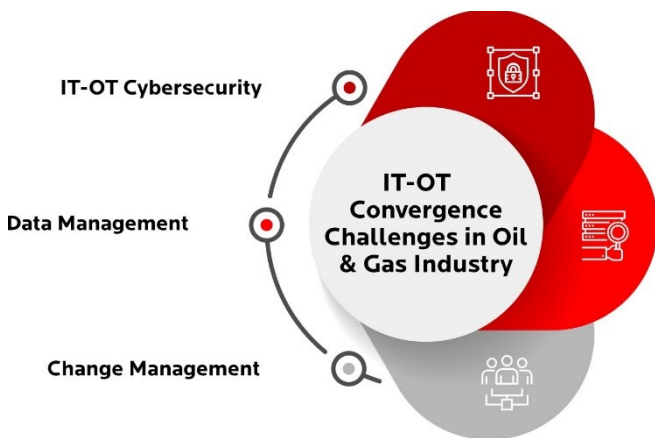 IT-OT Cybersecurity
Data Management
Change Management
IT-OT
Convergence
Challenges in Oil
& Gas Industry